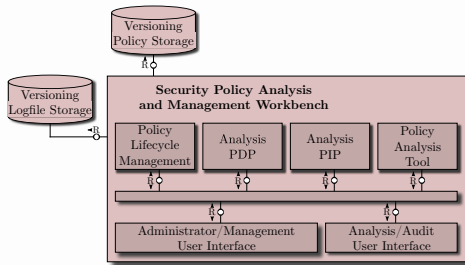 Versioning
Policy Storage
R
Versioning
Logfile Storage
R
Security Policy Analysis
and Management Workbench
Policy
Lifecycle
Management
Analysis
PDP
Analysis
PIP
Policy
Analysis
Tool
R
R
R
R
R
R
Administrator/Management
User Interface
Analysis/Audit
User Interface